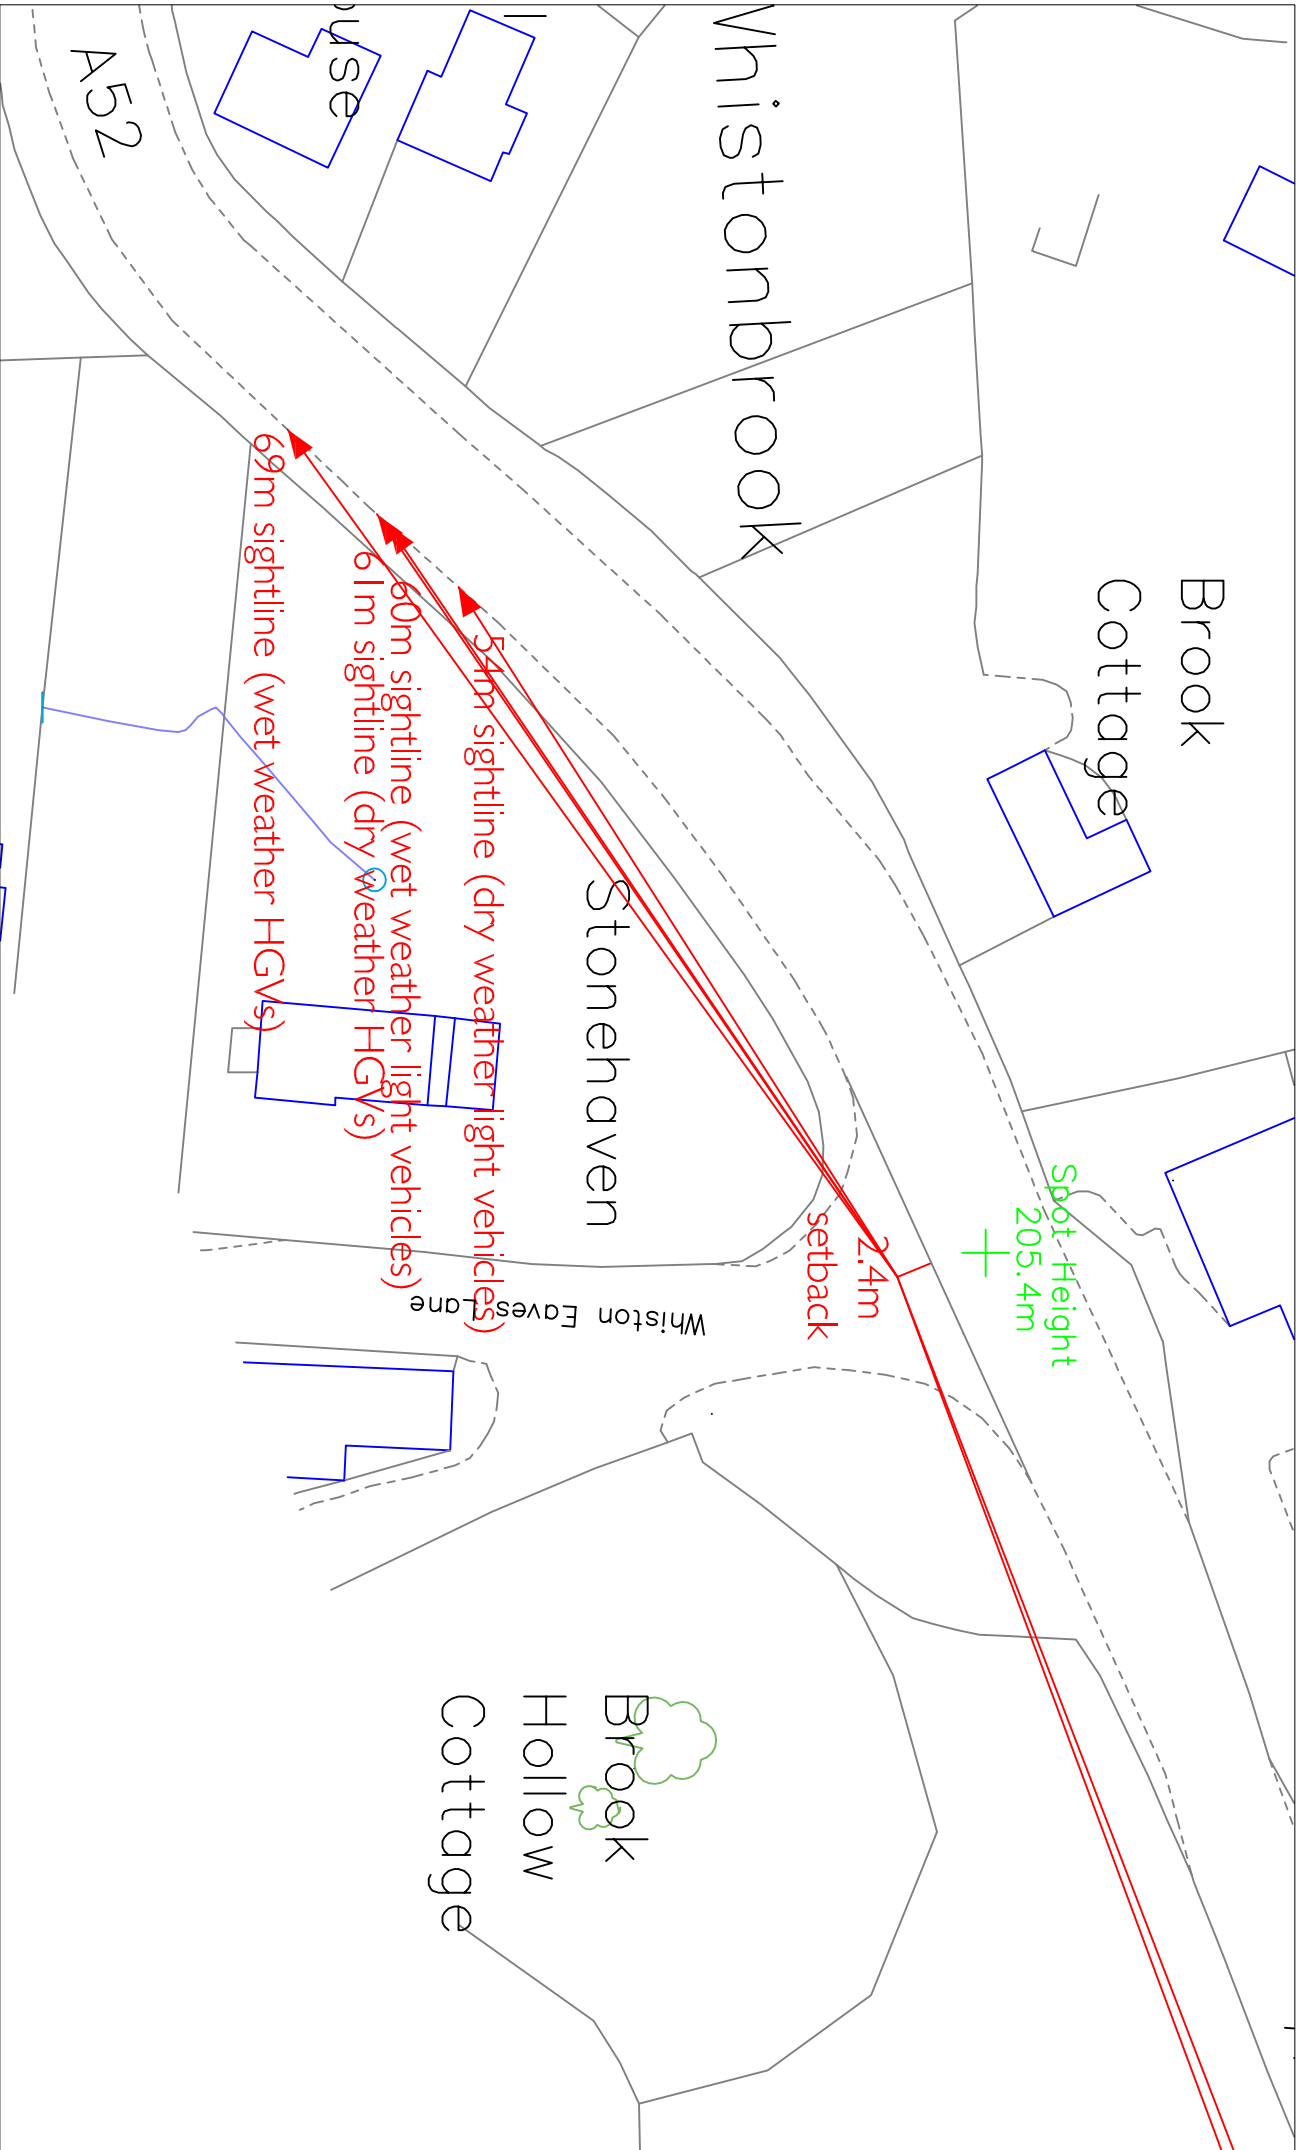 A52
ouse
Whistonbrook
Brook
Cottage
69m sightline (wet weather HGVs)
61m sightline (dry weather HGVs)
60m sightline (wet weather light vehicles)
54m sightline (dry weather light vehicles)
Stonehaven
2.4m
setback
Spot Height
205.4m
Whiston Eaves Lane
Brook
Hollow
Cottage